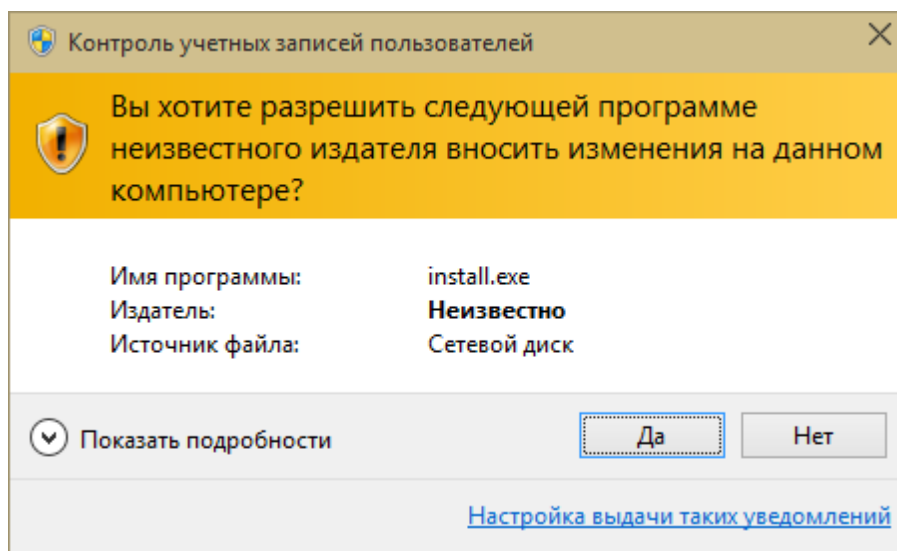 Контроль учетных записей пользователей
Вы хотите разрешить следующей программе
неизвестного издателя вносить изменения на данном
компьютере?
Имя программы: install.exe
Издатель: Неизвестно
Источник файла: Сетевой диск
Показать подробности Да Нет
Настройка выдачи таких уведомлений